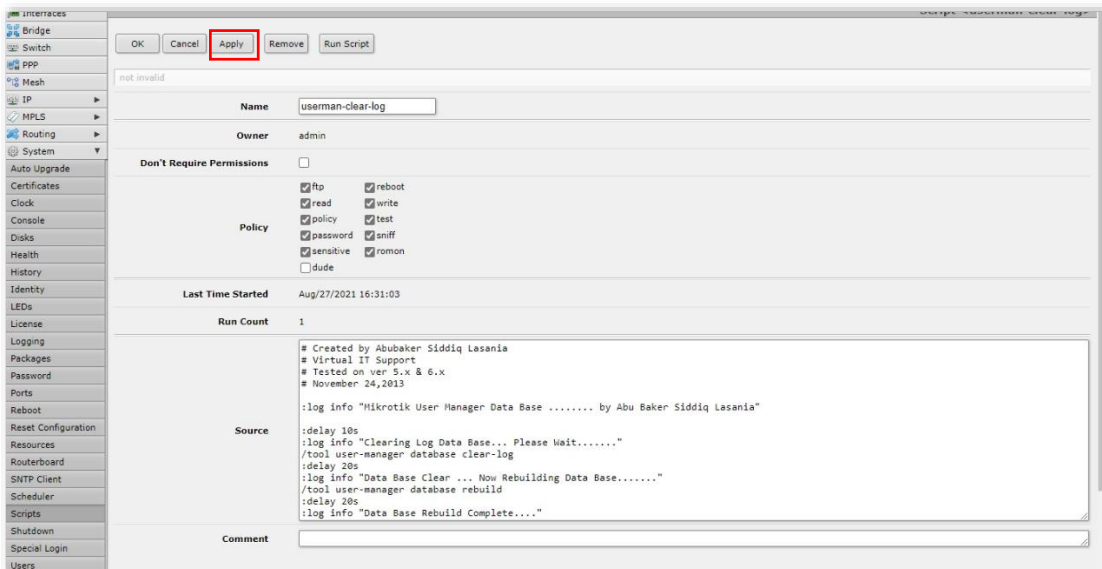 Interfaces
Script <userman-clear-log>
Bridge
Switch
PPP
Mesh
IP
MPLS
Routing
System
Auto Upgrade
Certificates
Clock
Console
Disks
Health
History
Identity
LEDs
License
Logging
Packages
Password
Ports
Reboot
Reset Configuration
Resources
Routerboard
SNTP Client
Scheduler
Scripts
Shutdown
Special Login
Users
OK Cancel Apply Remove Run Script
not invalid
Name userman-clear-log
Owner admin
Don't Require Permissions
Policy
ftp reboot
read write
policy test
password sniff
sensitive romon
dude
Last Time Started Aug/27/2021 16:31:03
Run Count 1
Source
# Created by Abubaker Siddiq Lasania
# Virtual IT Support
# Tested on ver 5.x & 6.x
# November 24,2013
:log info "Mikrotik User Manager Data Base ........ by Abu Baker Siddiq Lasania"
:delay 10s
:log info "Clearing Log Data Base... Please Wait......."
/tool user-manager database clear-log
:delay 20s
:log info "Data Base Clear ... Now Rebuilding Data Base......."
/tool user-manager database rebuild
:delay 20s
:log info "Data Base Rebuild Complete...."
Comment